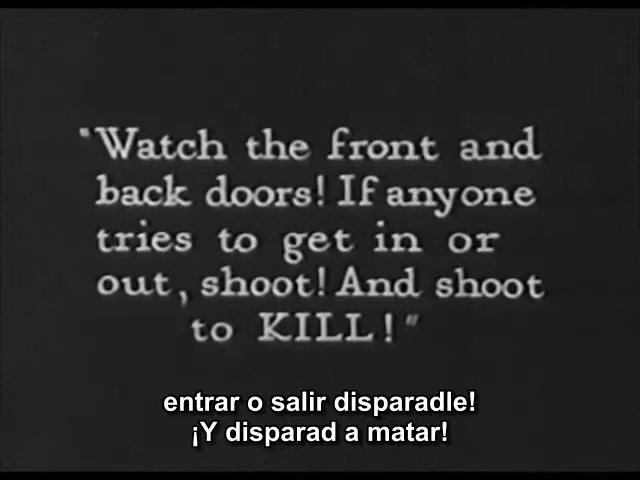 "Watch the front and
back doors! If anyone
tries to get in or
out, shoot! And shoot
to KILL!"
entrar o salir disparadle!
¡Y disparad a matar!